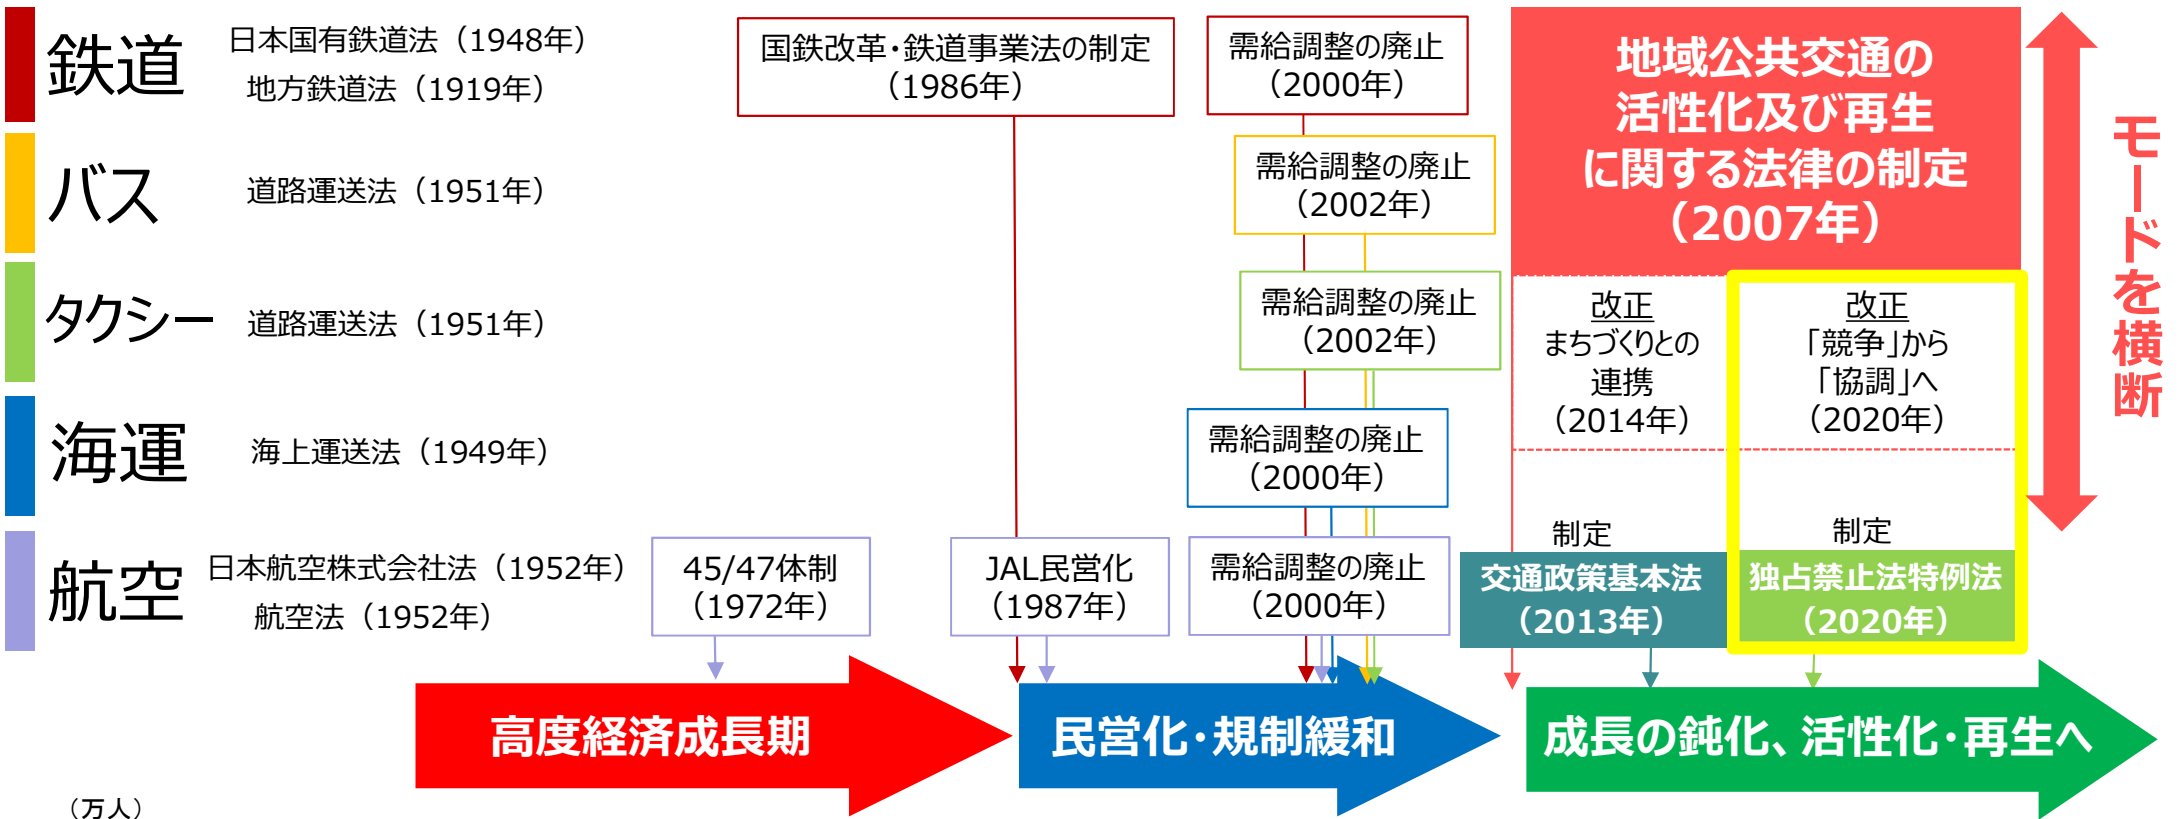 鉄道
日本国有鉄道法（1948年）
地方鉄道法（1919年）
国鉄改革・鉄道事業法の制定
（1986年）
需給調整の廃止
（2000年）
バス
道路運送法（1951年）
需給調整の廃止
（2002年）
タクシー
道路運送法（1951年）
需給調整の廃止
（2002年）
海運
海上運送法（1949年）
需給調整の廃止
（2000年）
航空
日本航空株式会社法（1952年）
航空法（1952年）
45/47体制
（1972年）
JAL民営化
（1987年）
需給調整の廃止
（2000年）
地域公共交通の
活性化及び再生
に関する法律の制定
（2007年）
改正
まちづくりとの
連携
（2014年）
改正
「競争」から
「協調」へ
（2020年）
制定
交通政策基本法
（2013年）
制定
独占禁止法特例法
（2020年）
モードを横断
高度経済成長期
民営化・規制緩和
成長の鈍化、活性化・再生へ
（万人）